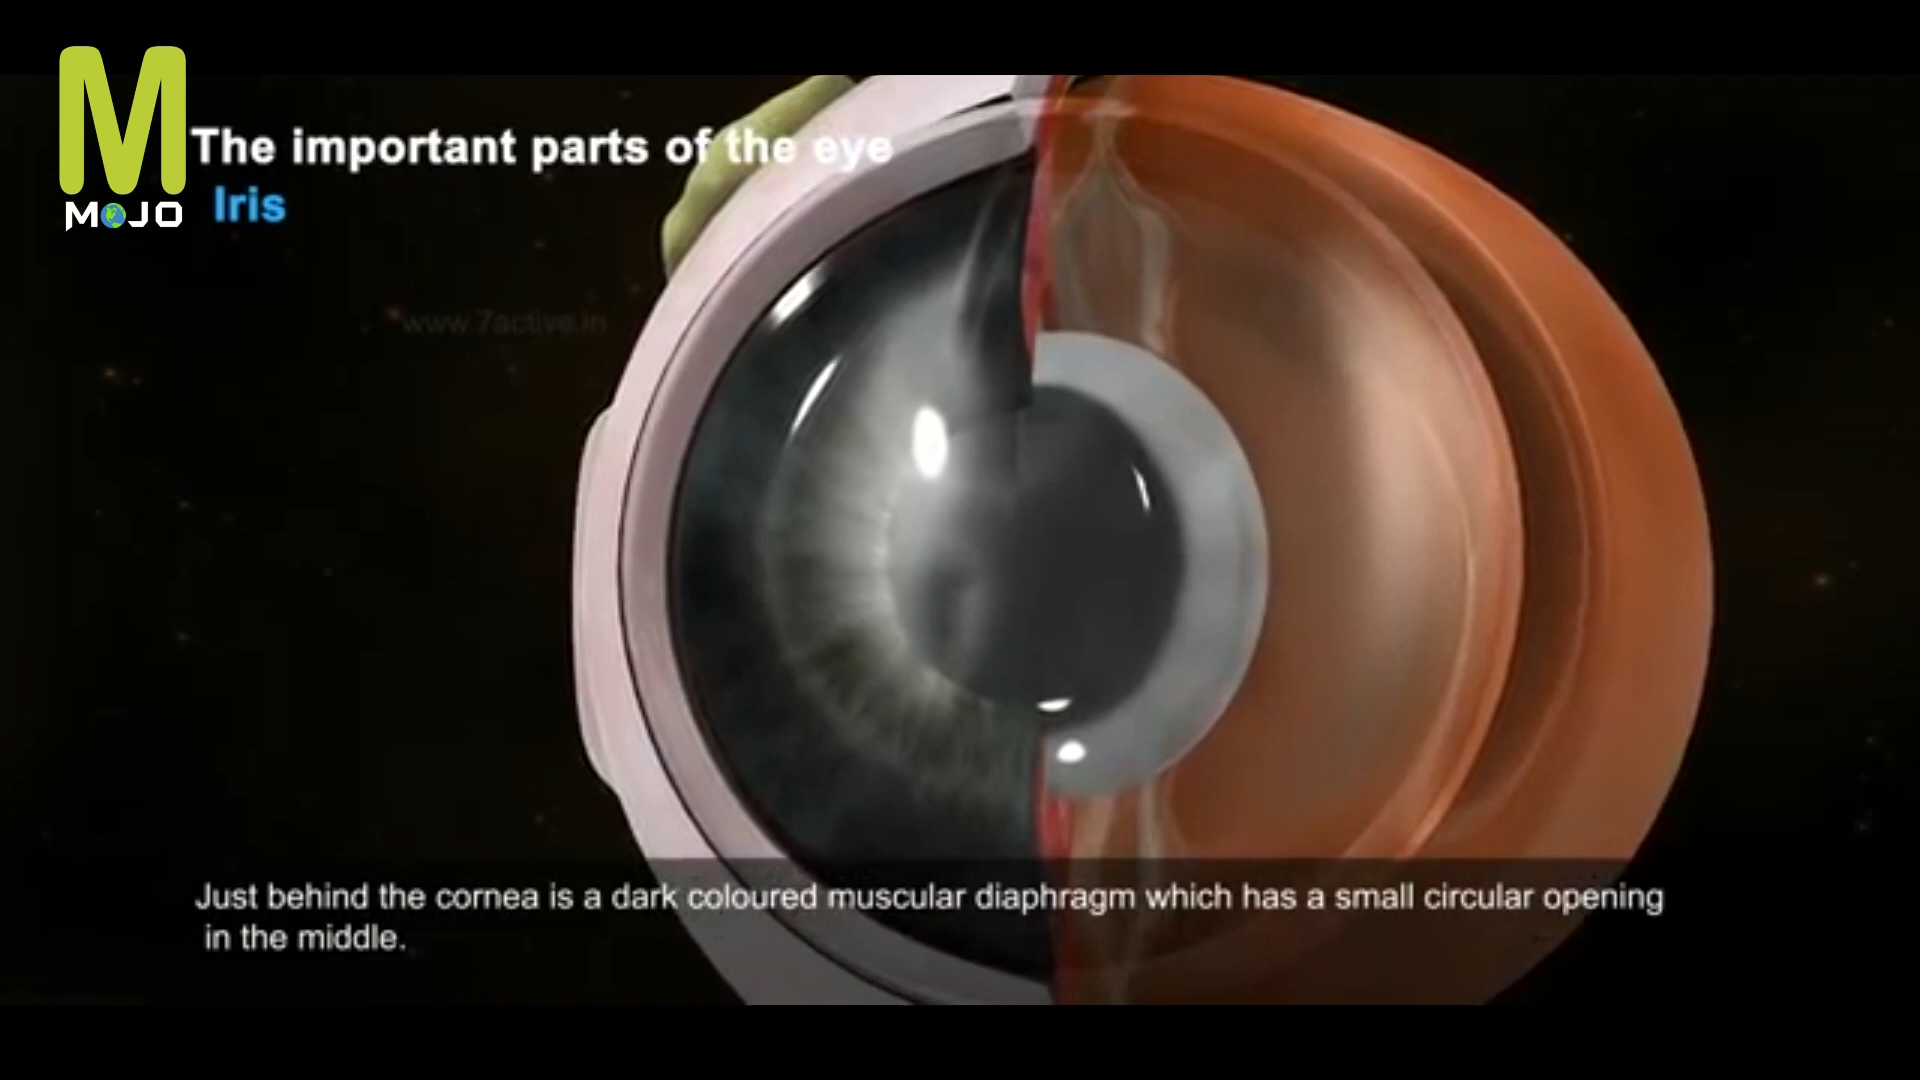 M
MOJO
The important parts of the eye
Iris
www.7active.in
Just behind the cornea is a dark coloured muscular diaphragm which has a small circular opening
in the middle.